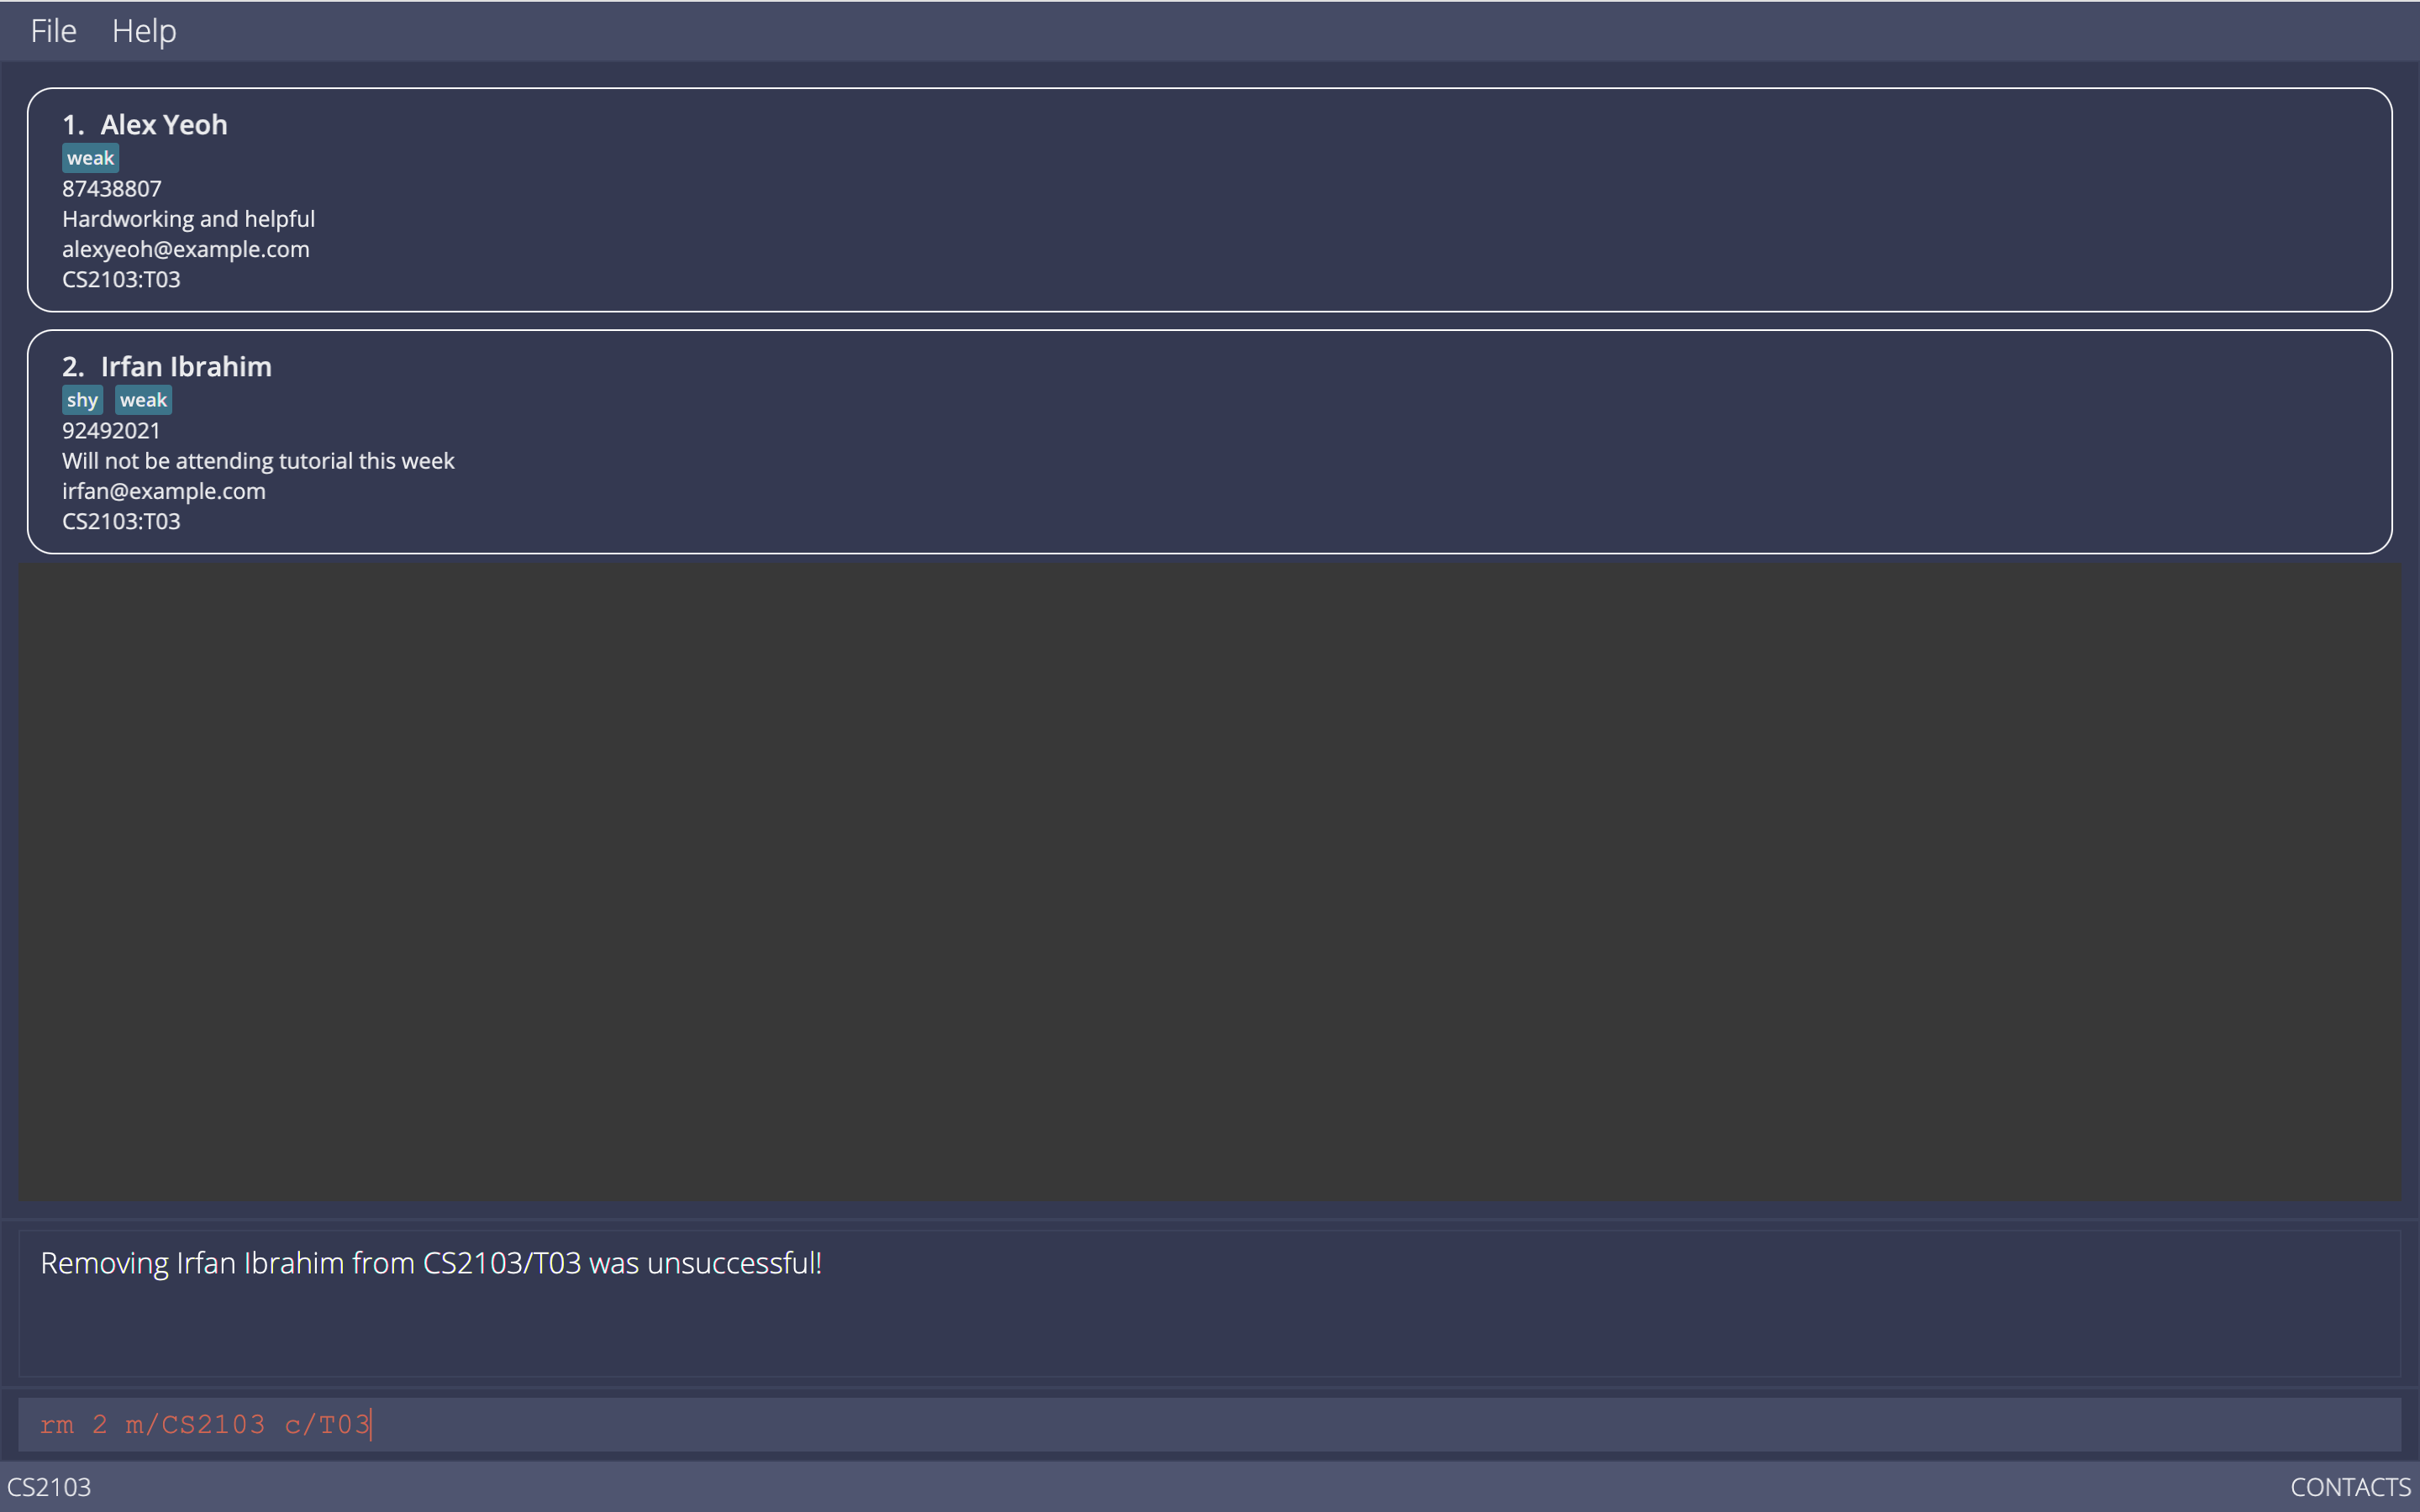 File Help
1. Alex Yeoh
weak
87438807
Hardworking and helpful
alexyeoh@example.com
CS2103:T03
2. Irfan Ibrahim
shy weak
92492021
Will not be attending tutorial this week
irfan@example.com
CS2103:T03
Removing Irfan Ibrahim from CS2103/T03 was unsuccessful!
rm 2 m/CS2103 c/T03
CS2103 CONTACTS